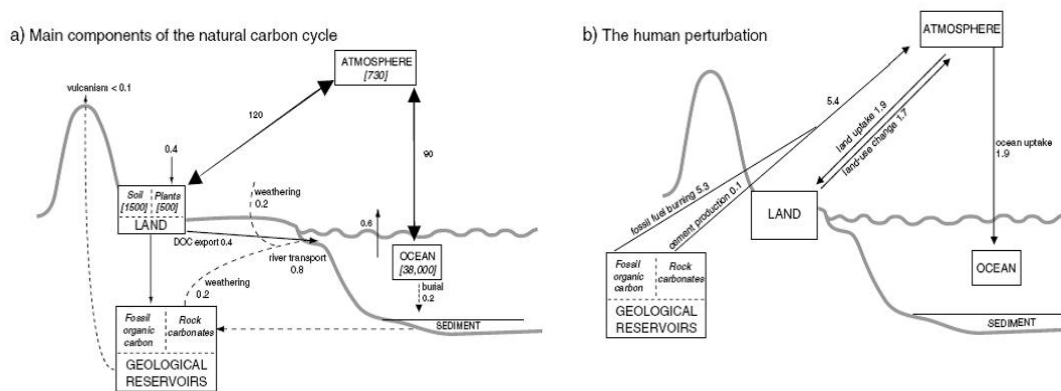 a) Main components of the natural carbon cycle
ATMOSPHERE
[730]
vulcanism < 0.1
120
90
0.4
Soil
[1500]
Plants
[500]
LAND
weathering
0.2
0.6
DOC export 0.4
river transport
0.8
OCEAN
[38,000]
weathering
0.2
burial
0.2
SEDIMENT
Fossil
organic
carbon
Rock
carbonates
GEOLOGICAL
RESERVOIRS
b) The human perturbation
ATMOSPHERE
5.4
land uptake 1.9
land-use change 1.7
ocean uptake
1.9
fossil fuel burning 5.3
cement production 0.1
LAND
OCEAN
Fossil
organic
carbon
Rock
carbonates
GEOLOGICAL
RESERVOIRS
SEDIMENT